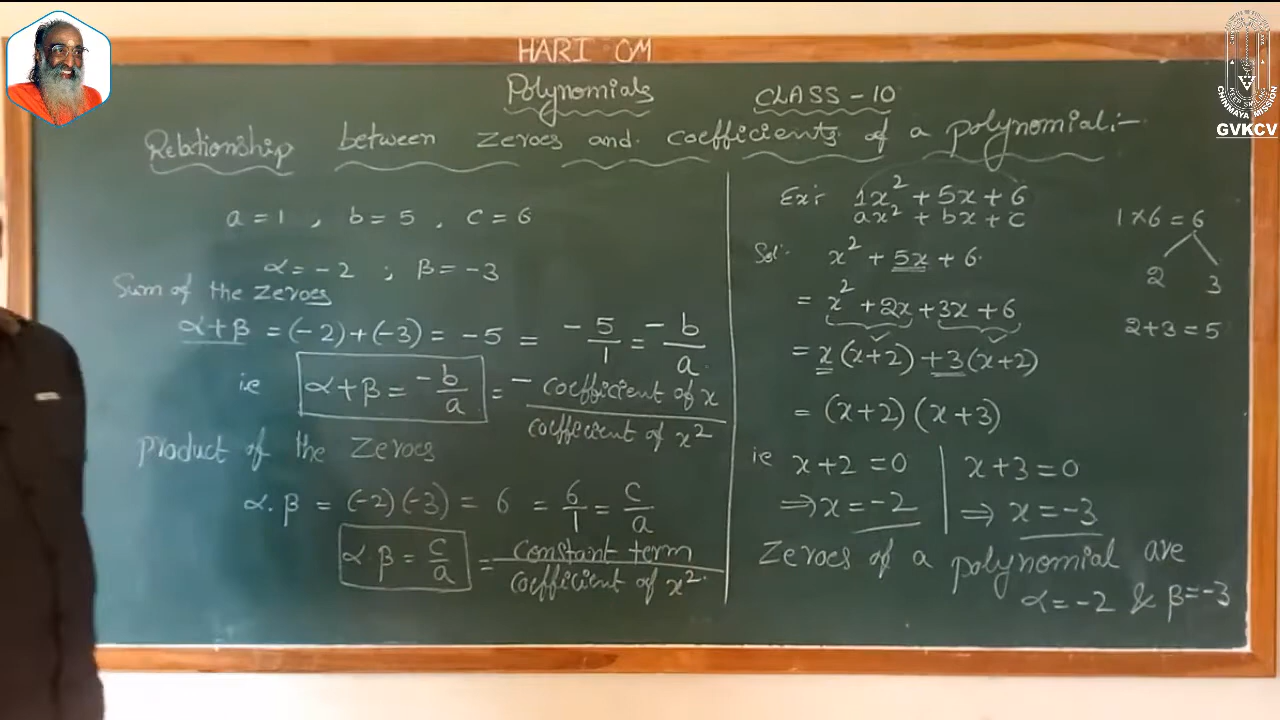 HARI OM
Polynomials
CLASS - 10
Relationship between zeroes and coefficients of a polynomial:-
a = 1 , b = 5 , c = 6
α = -2 ; β = -3
Sum of the zeroes
α+β = (-2)+(-3) = -5 = -5/1 = -b/a
i.e α+β = -b/a = - coefficient of x / coefficient of x²
product of the zeroes
α.β = (-2)(-3) = 6 = 6/1 = c/a
α β = c/a = constant term / coefficient of x²
Ex:- 1x² + 5x + 6
ax² + bx + c
Sol:- x² + 5x + 6
= x² + 2x + 3x + 6
= x(x+2) + 3(x+2)
= (x+2)(x+3)
ie x+2 = 0 | x+3 = 0
⇒ x = -2 | ⇒ x = -3
Zeroes of a polynomial are
α = -2 & β = -3
1×6 = 6
2 3
2+3 = 5
CHINMAYA MISSION
GVKCV